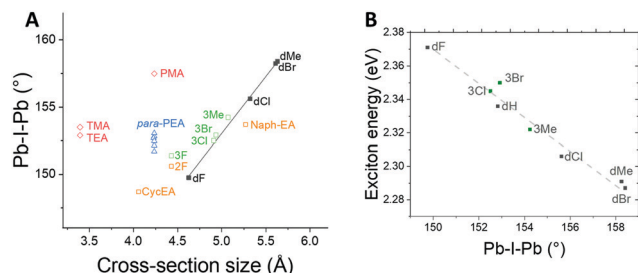 A
Pb-I-Pb (°)
160
155
150
PMA
dMe
dBr
dCl
TMA
TEA
para-PEA
3Me
3Br
3Cl
Naph-EA
3F
2F
CycEA
dF
3.5 4.0 4.5 5.0 5.5 6.0
Cross-section size (Å)
B
Exciton energy (eV)
2.38
2.36
2.34
2.32
2.30
2.28
dF
3Br
3Cl
dH
3Me
dCl
dMe
dBr
150 152 154 156 158
Pb-I-Pb (°)